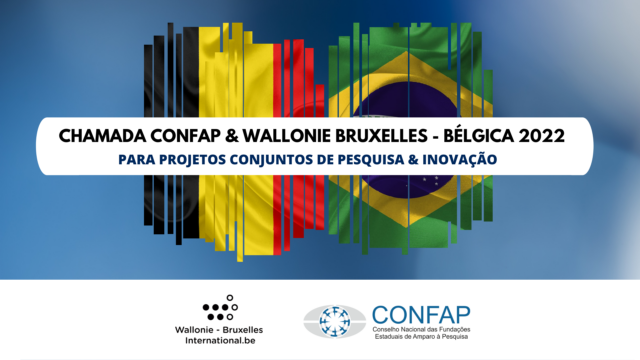 CHAMADA CONFAP & WALLONIE BRUXELLES - BÉLGICA 2022
PARA PROJETOS CONJUNTOS DE PESQUISA & INOVAÇÃO
Wallonie - Bruxelles
International.be
CONFAP
Conselho Nacional das Fundações
Estaduais de Amparo à Pesquisa